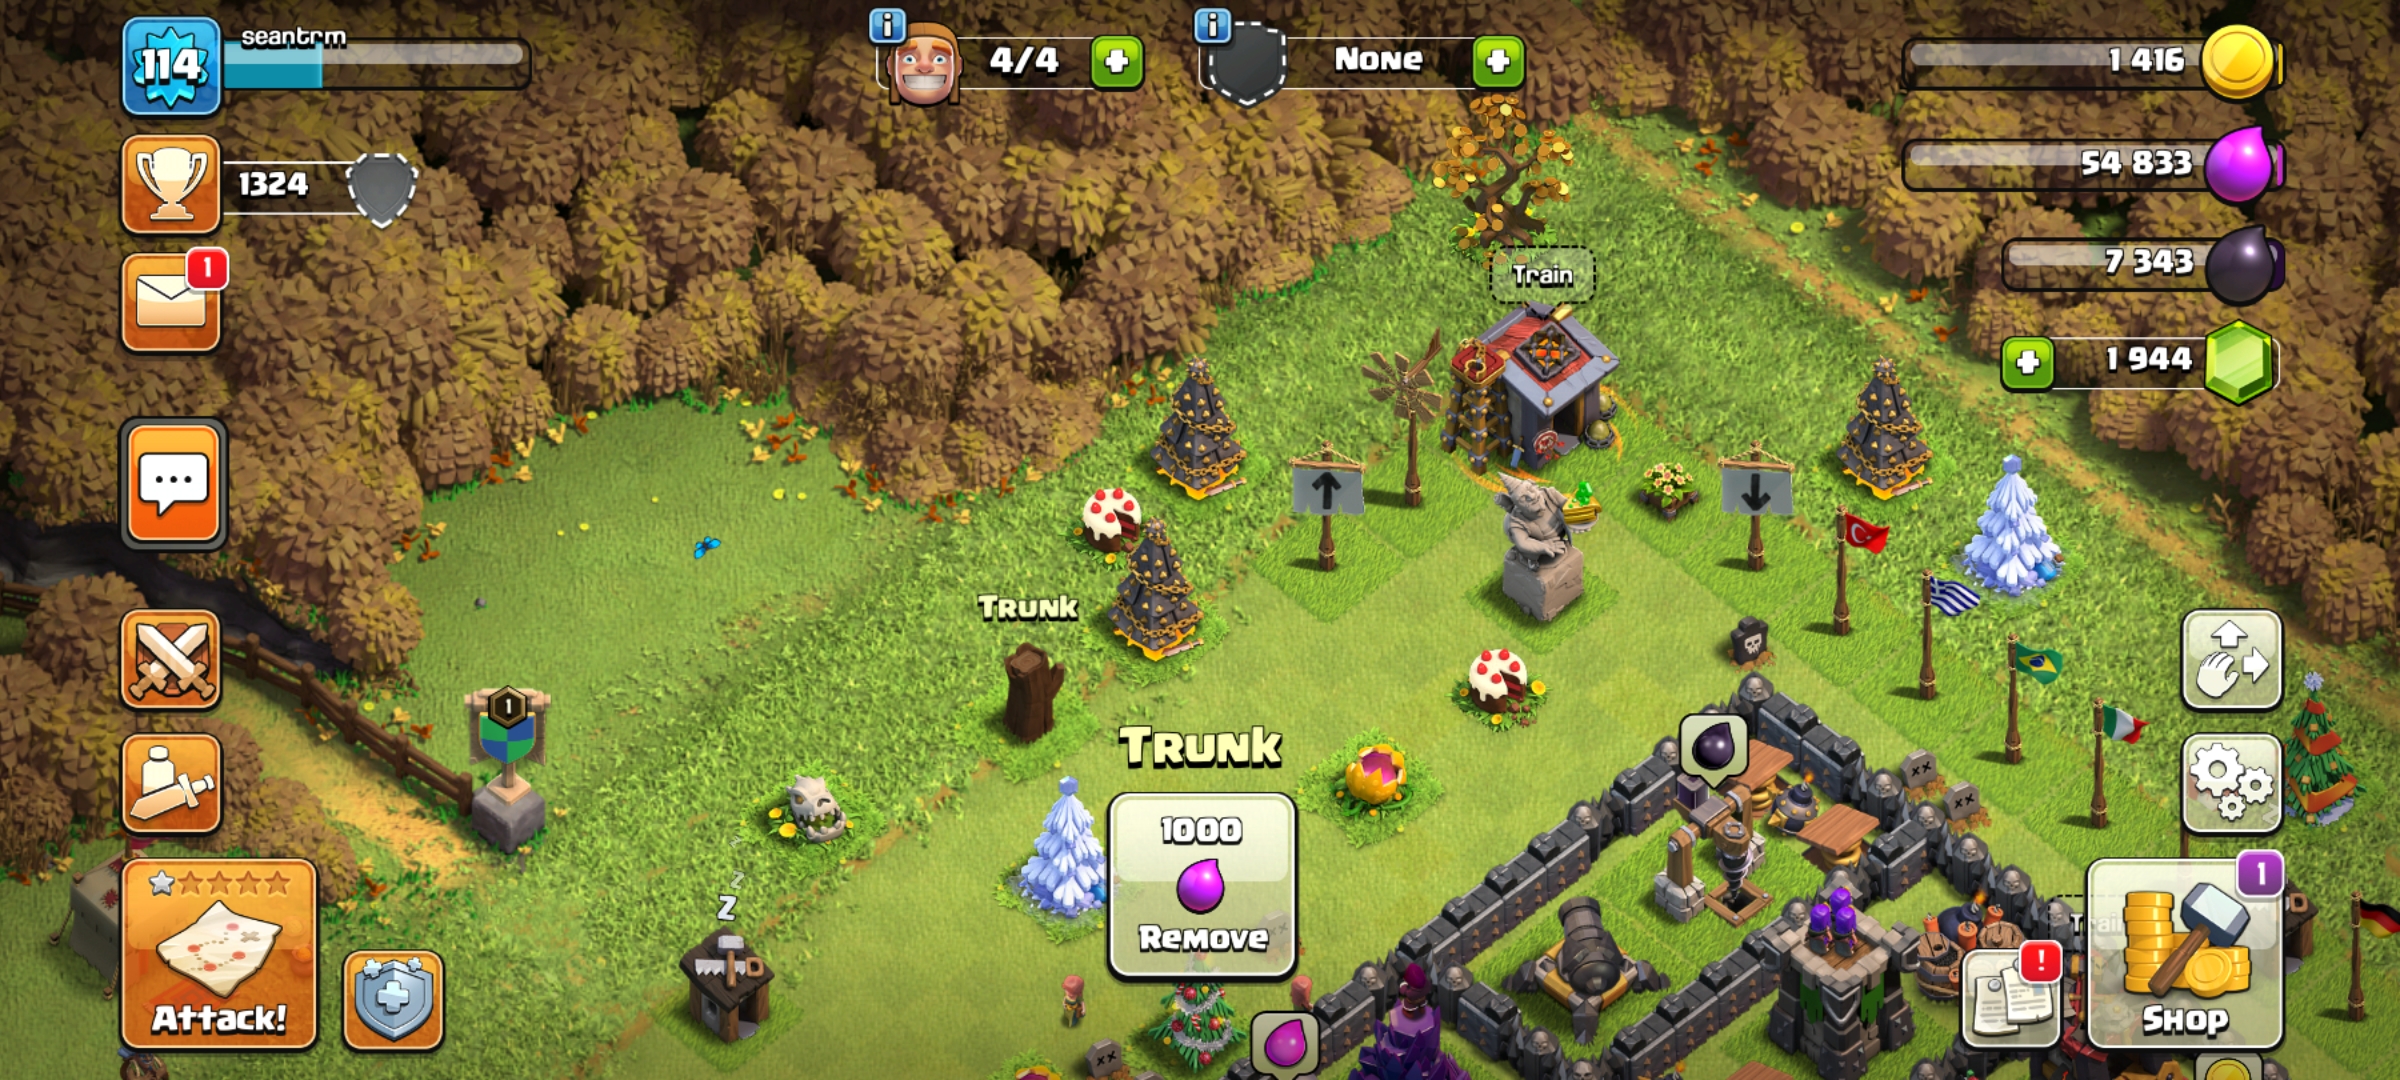 114
seantrm
4/4
None
1 416
1324
54 833
1
7 343
Train
1 944
Trunk
1
Trunk
1000
Remove
z
z
Z
1
!
Attack!
Shop